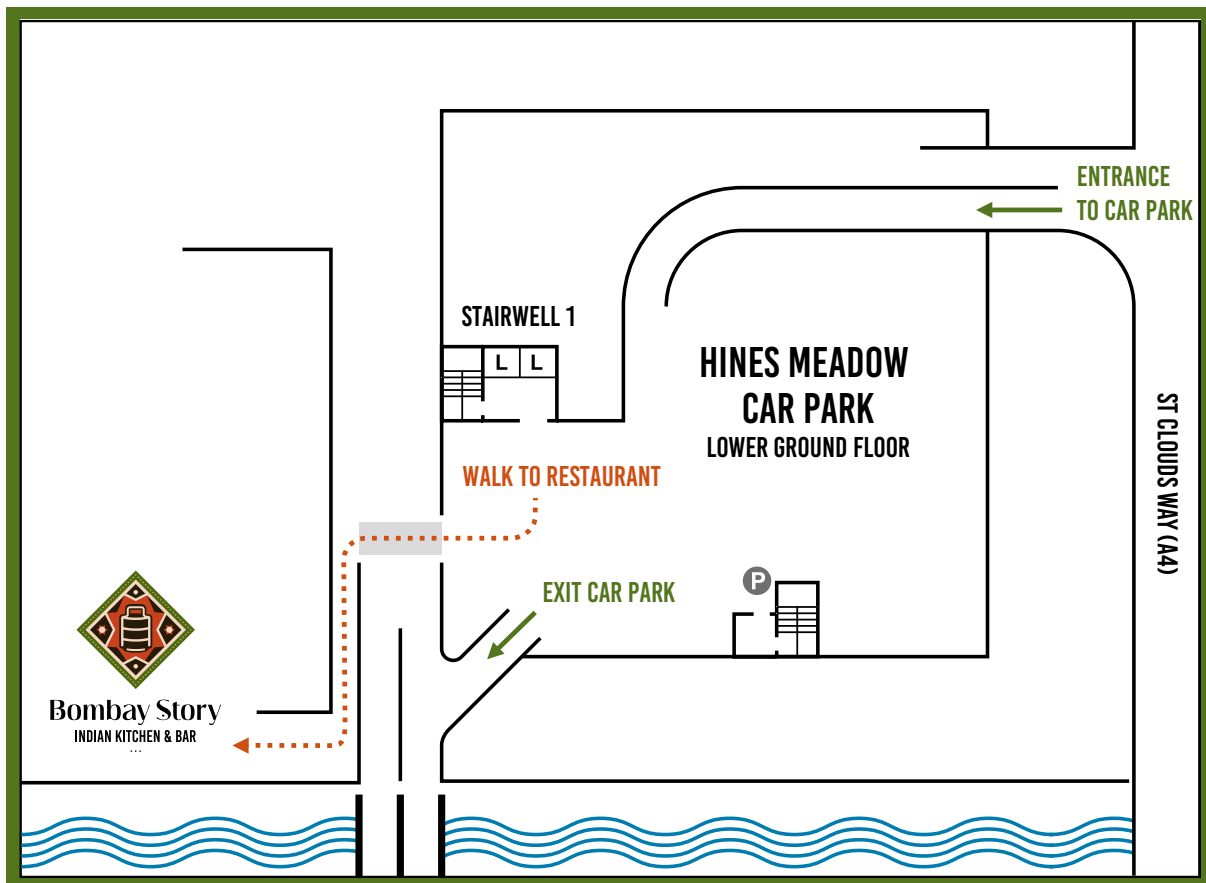 ENTRANCE
TO CAR PARK
STAIRWELL 1
L L
HINES MEADOW
CAR PARK
LOWER GROUND FLOOR
ST CLOUDS WAY (A4)
WALK TO RESTAURANT
P
EXIT CAR PARK
Bombay Story
INDIAN KITCHEN & BAR
...